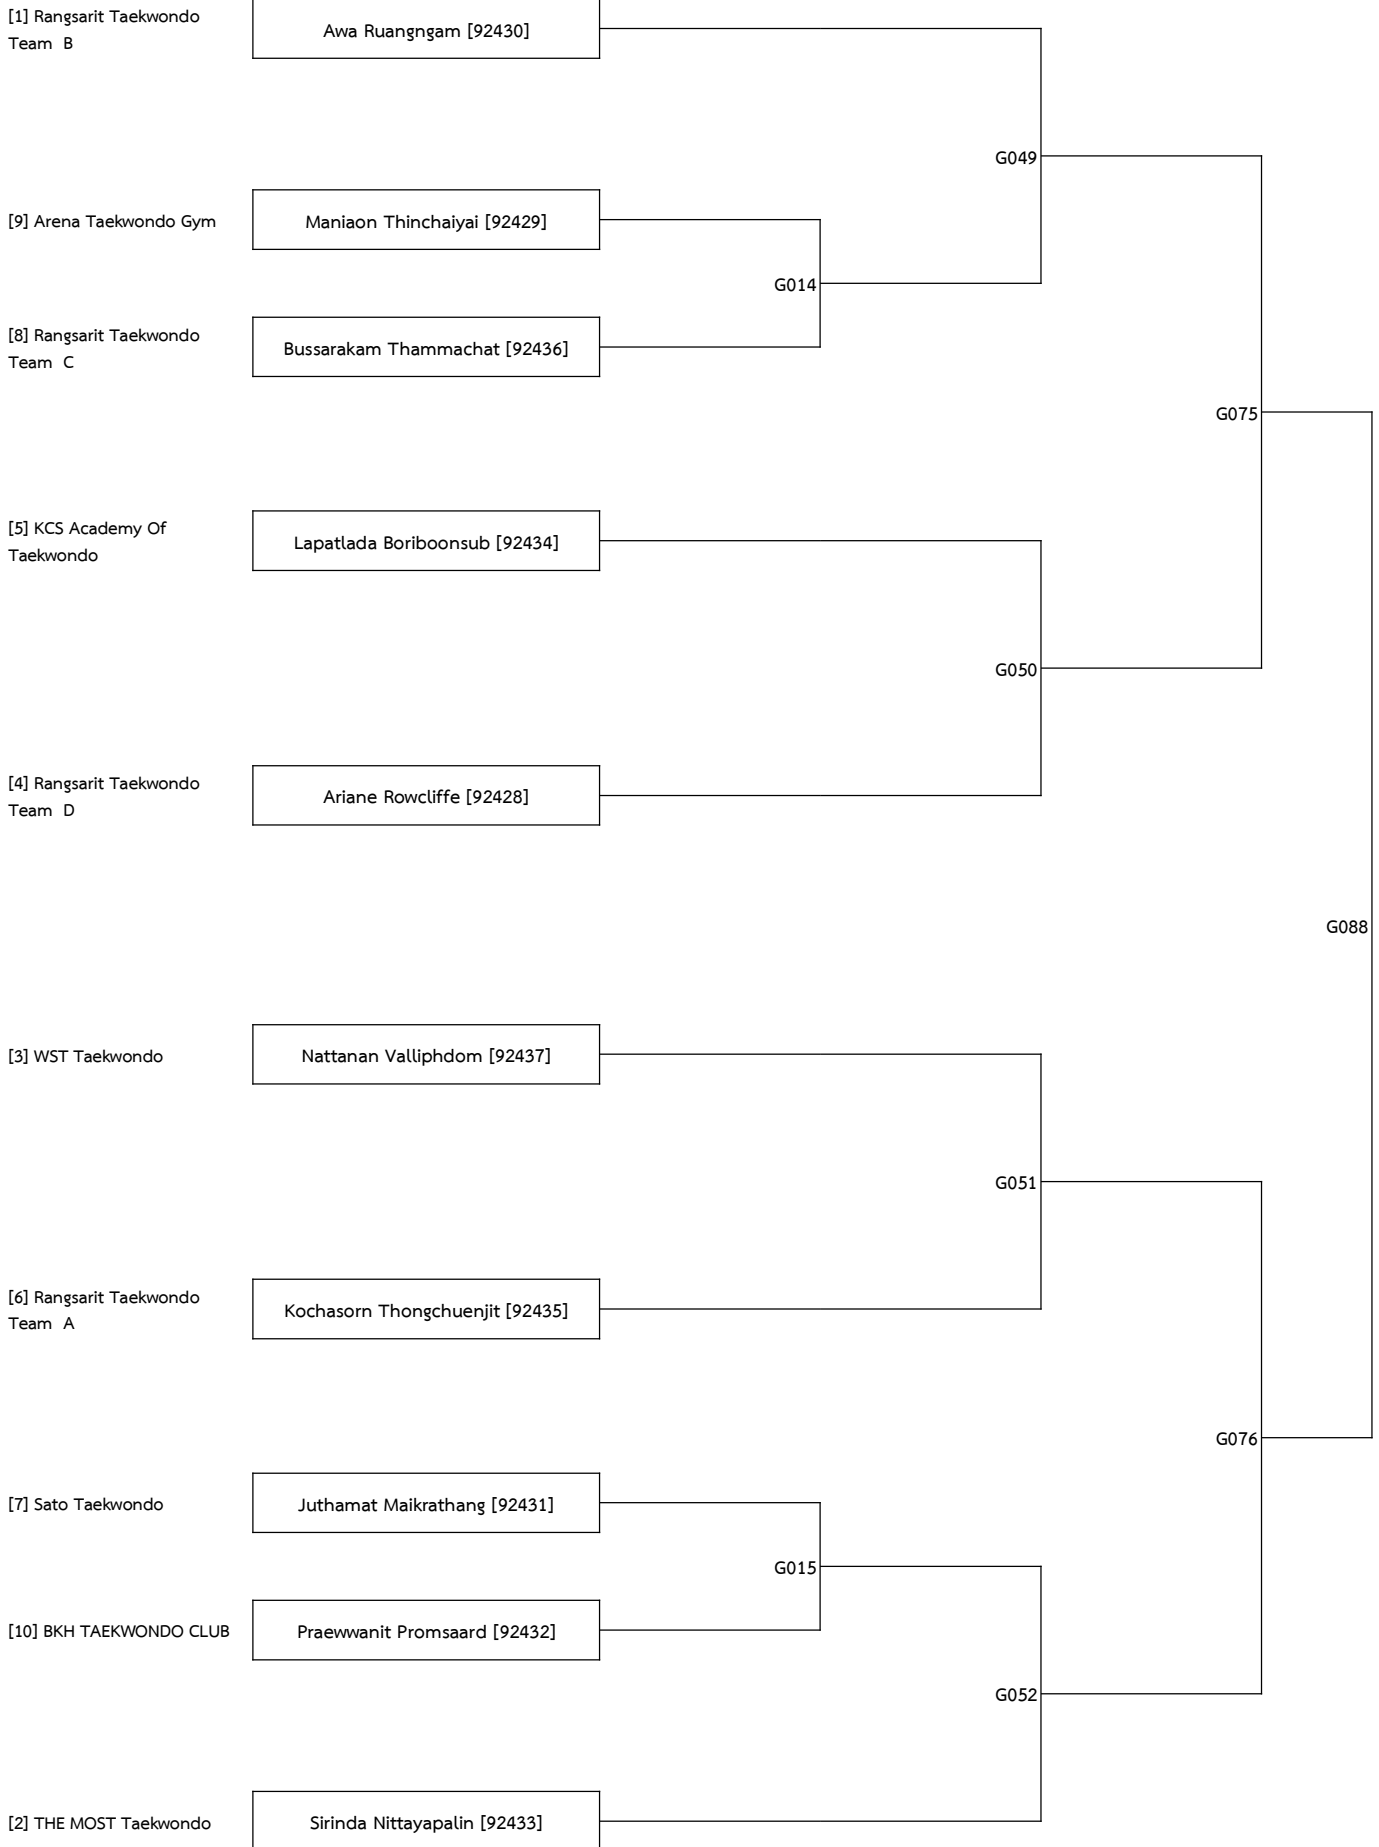 [1] Rangsarit Taekwondo
Team B
Awa Ruangngam [92430]
G049
[9] Arena Taekwondo Gym
Maniaon Thinchaiyai [92429]
G014
[8] Rangsarit Taekwondo
Team C
Bussarakam Thammachat [92436]
G075
[5] KCS Academy Of
Taekwondo
Lapatlada Boriboonsub [92434]
G050
[4] Rangsarit Taekwondo
Team D
Ariane Rowcliffe [92428]
G088
[3] WST Taekwondo
Nattanan Valliphdom [92437]
G051
[6] Rangsarit Taekwondo
Team A
Kochasorn Thongchuenjit [92435]
G076
[7] Sato Taekwondo
Juthamat Maikrathang [92431]
G015
[10] BKH TAEKWONDO CLUB
Praewwanit Promsaard [92432]
G052
[2] THE MOST Taekwondo
Sirinda Nittayapalin [92433]